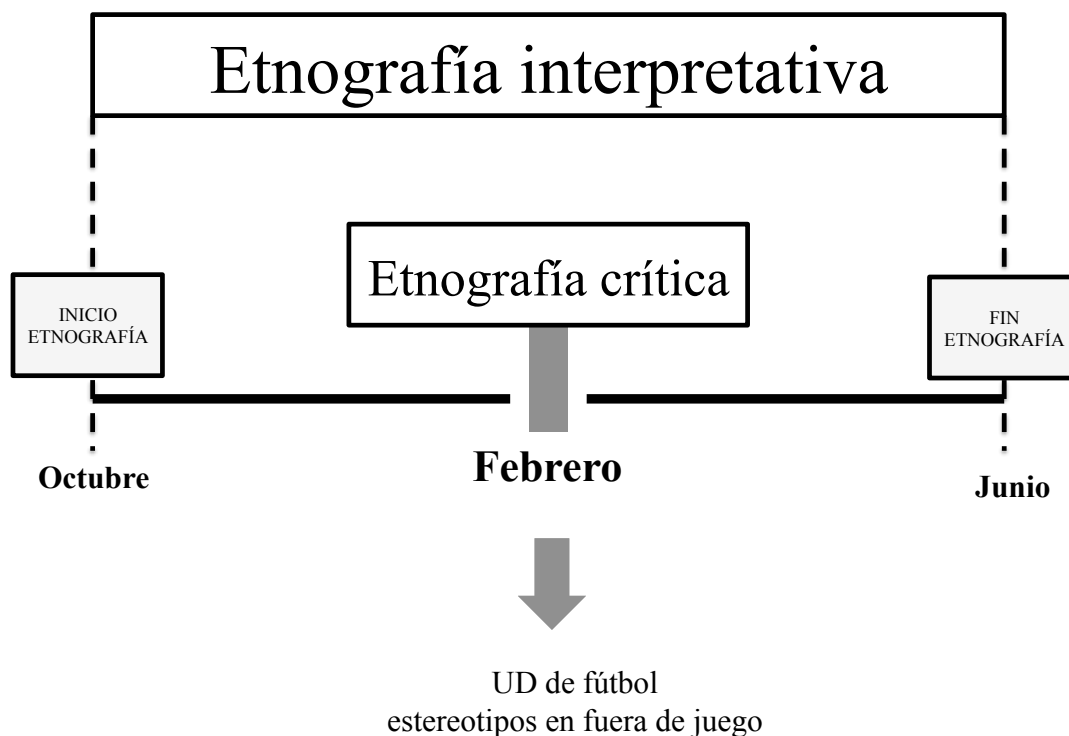 Etnografía interpretativa
Etnografía crítica
INICIO
ETNOGRAFÍA
FIN
ETNOGRAFÍA
Octubre
Febrero
Junio
UD de fútbol
estereotipos en fuera de juego